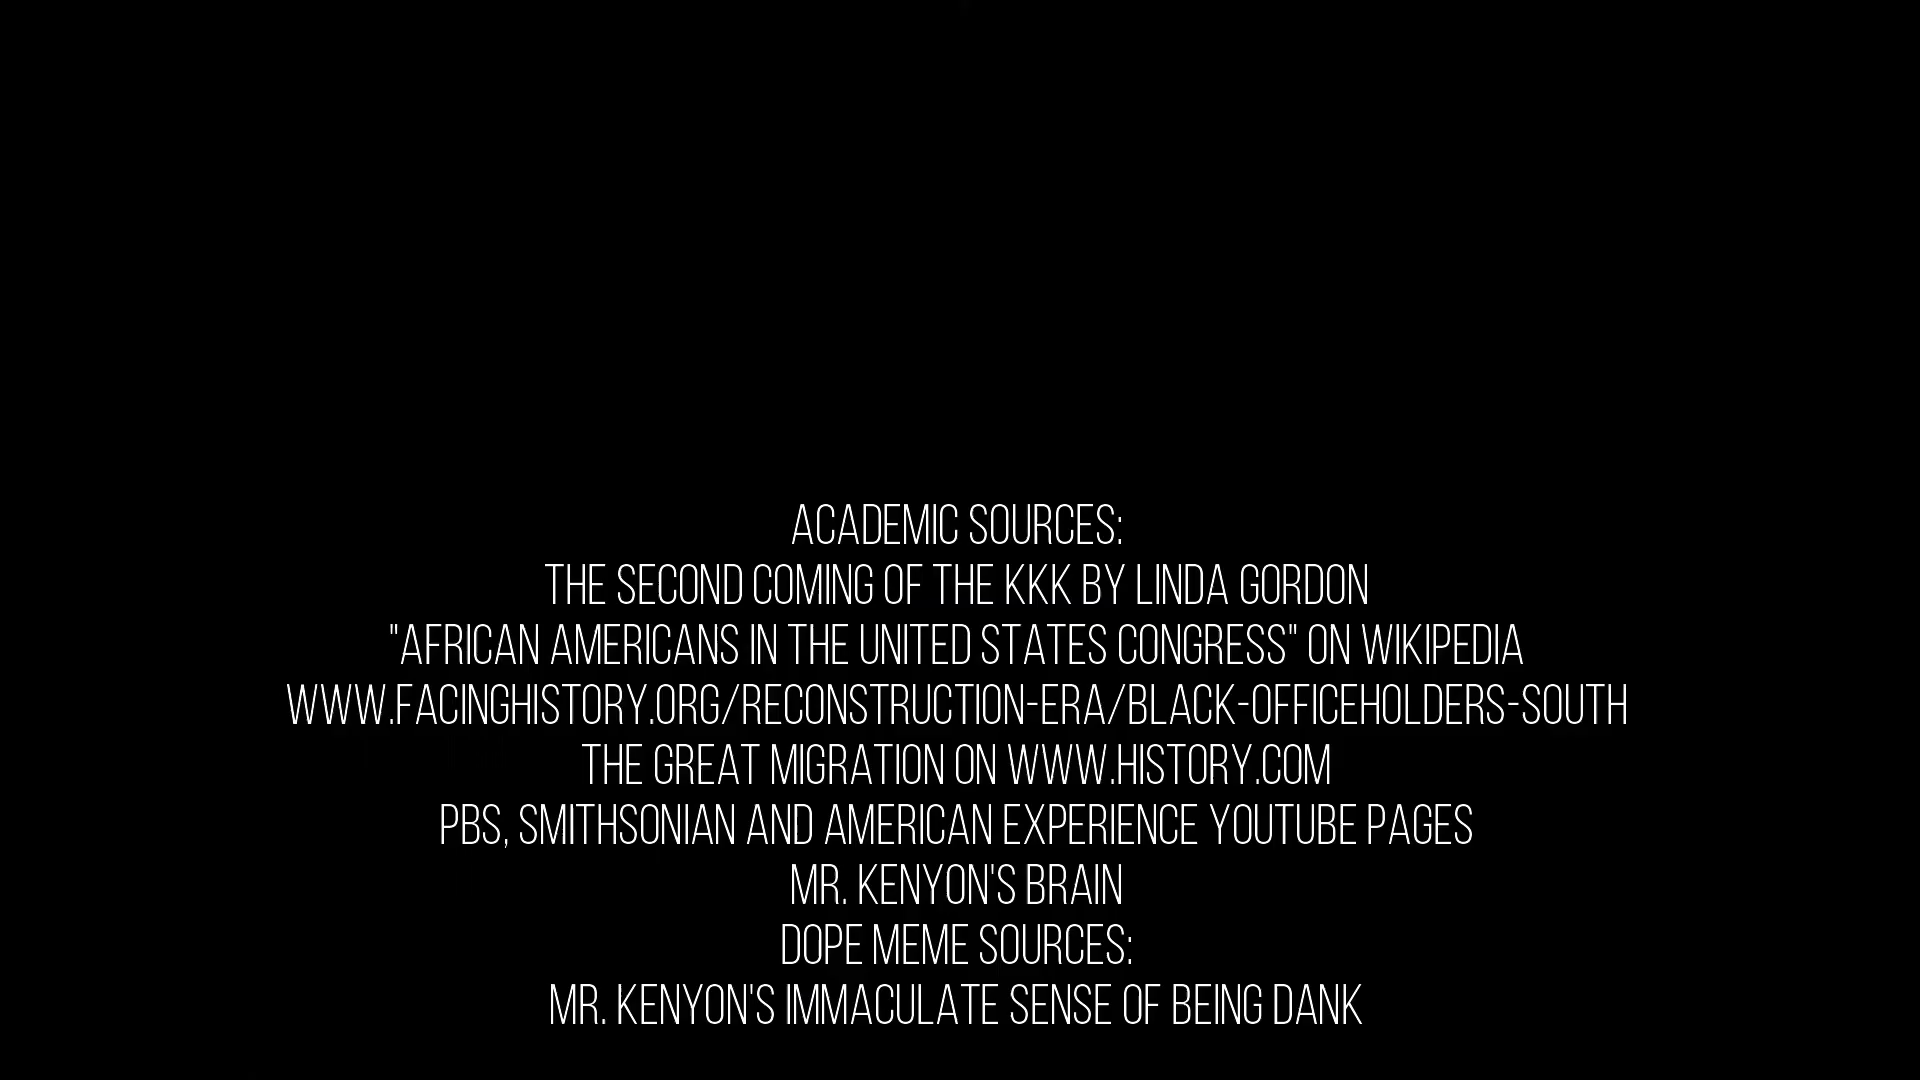 ACADEMIC SOURCES:
THE SECOND COMING OF THE KKK BY LINDA GORDON
"AFRICAN AMERICANS IN THE UNITED STATES CONGRESS" ON WIKIPEDIA
WWW.FACINGHISTORY.ORG/RECONSTRUCTION-ERA/BLACK-OFFICEHOLDERS-SOUTH
THE GREAT MIGRATION ON WWW.HISTORY.COM
PBS, SMITHSONIAN AND AMERICAN EXPERIENCE YOUTUBE PAGES
MR. KENYON'S BRAIN
DOPE MEME SOURCES:
MR. KENYON'S IMMACULATE SENSE OF BEING DANK